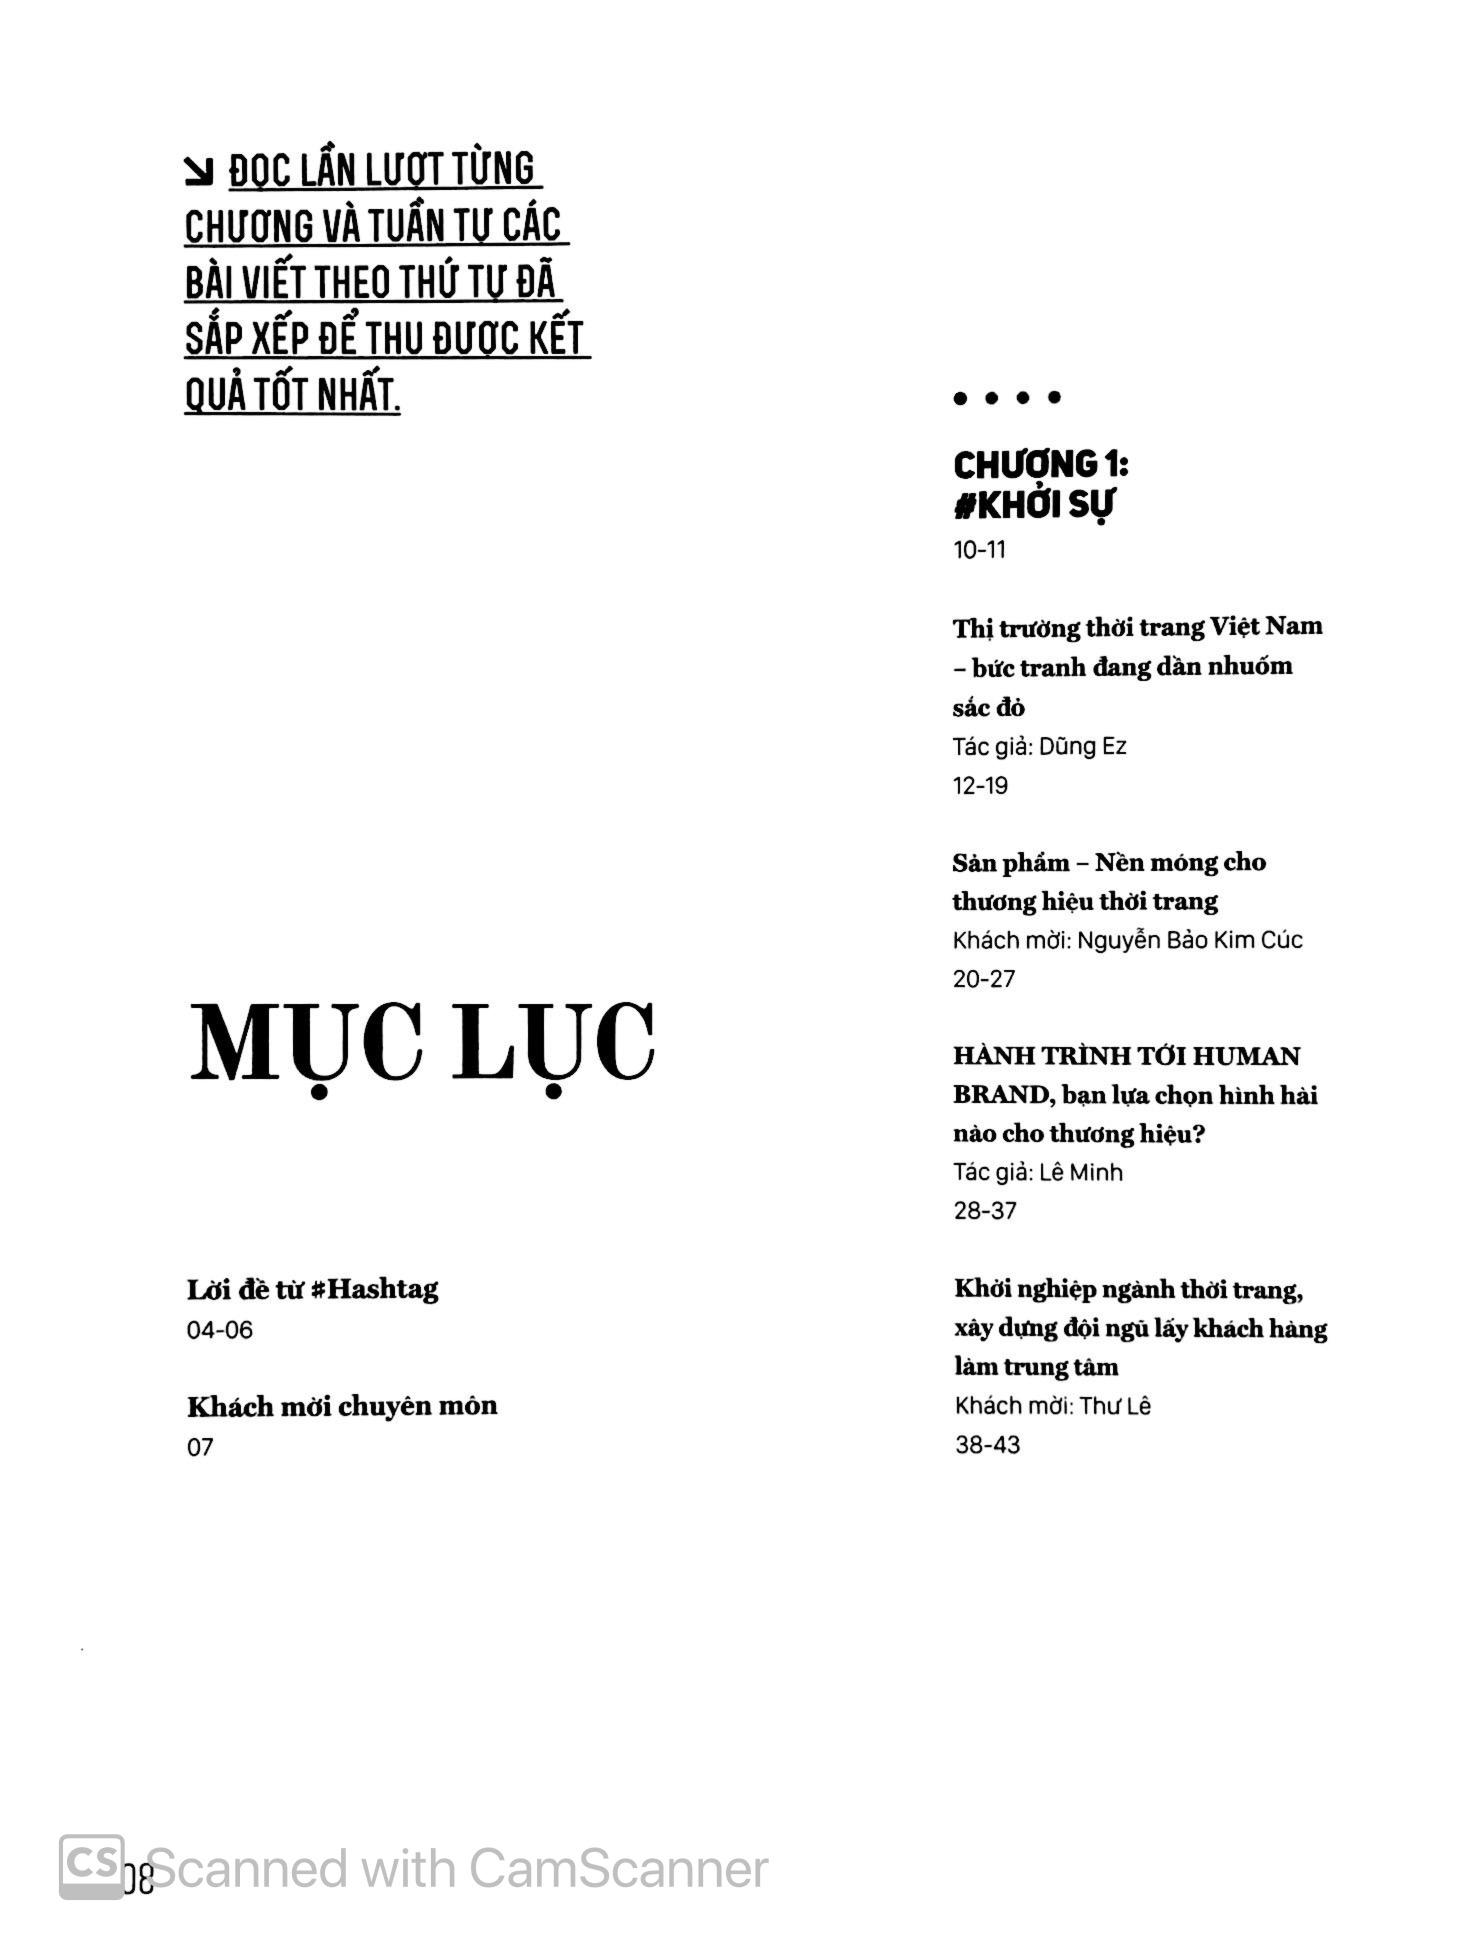 ĐỌC LẦN LƯỢT TỪNG
CHƯƠNG VÀ TUẦN TỰ CÁC
BÀI VIẾT THEO THỨ TỰ ĐÃ
SẮP XẾP ĐỂ THU ĐƯỢC KẾT
QUẢ TỐT NHẤT.
MỤC LỤC
Lời đề từ #Hashtag
04-06
Khách mời chuyên môn
07
CHƯƠNG 1:
#KHỞI SỰ
10-11
Thị trường thời trang Việt Nam
– bức tranh đang dần nhuốm
sắc đỏ
Tác giả: Dũng Ez
12-19
Sản phẩm – Nền móng cho
thương hiệu thời trang
Khách mời: Nguyễn Bảo Kim Cúc
20-27
HÀNH TRÌNH TỚI HUMAN
BRAND, bạn lựa chọn hình hài
nào cho thương hiệu?
Tác giả: Lê Minh
28-37
Khởi nghiệp ngành thời trang,
xây dựng đội ngũ lấy khách hàng
làm trung tâm
Khách mời: Thư Lê
38-43
08
CS Scanned with CamScanner